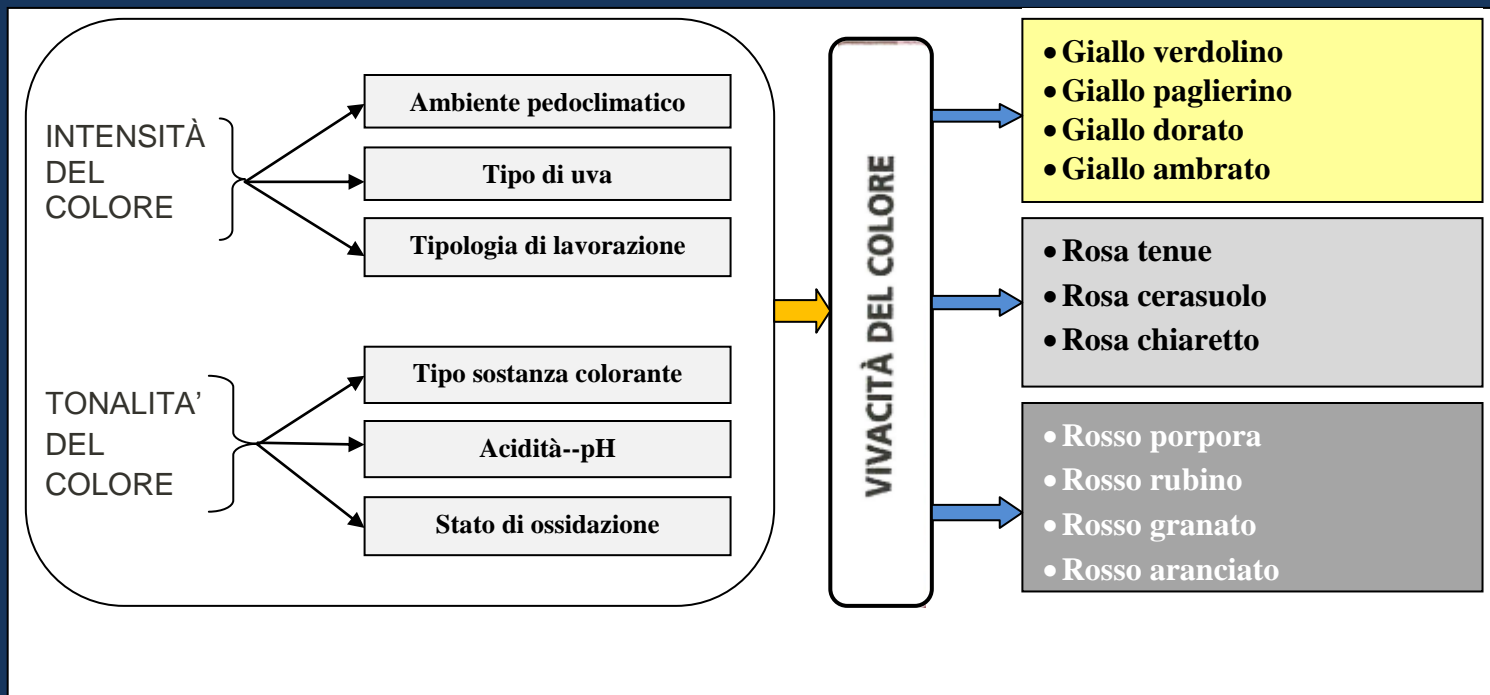 INTENSITÀ
DEL
COLORE
Ambiente pedoclimatico
Tipo di uva
Tipologia di lavorazione
TONALITA’
DEL
COLORE
Tipo sostanza colorante
Acidità--pH
Stato di ossidazione
VIVACITÀ DEL COLORE
• Giallo verdolino
• Giallo paglierino
• Giallo dorato
• Giallo ambrato
• Rosa tenue
• Rosa cerasuolo
• Rosa chiaretto
• Rosso porpora
• Rosso rubino
• Rosso granato
• Rosso aranciato